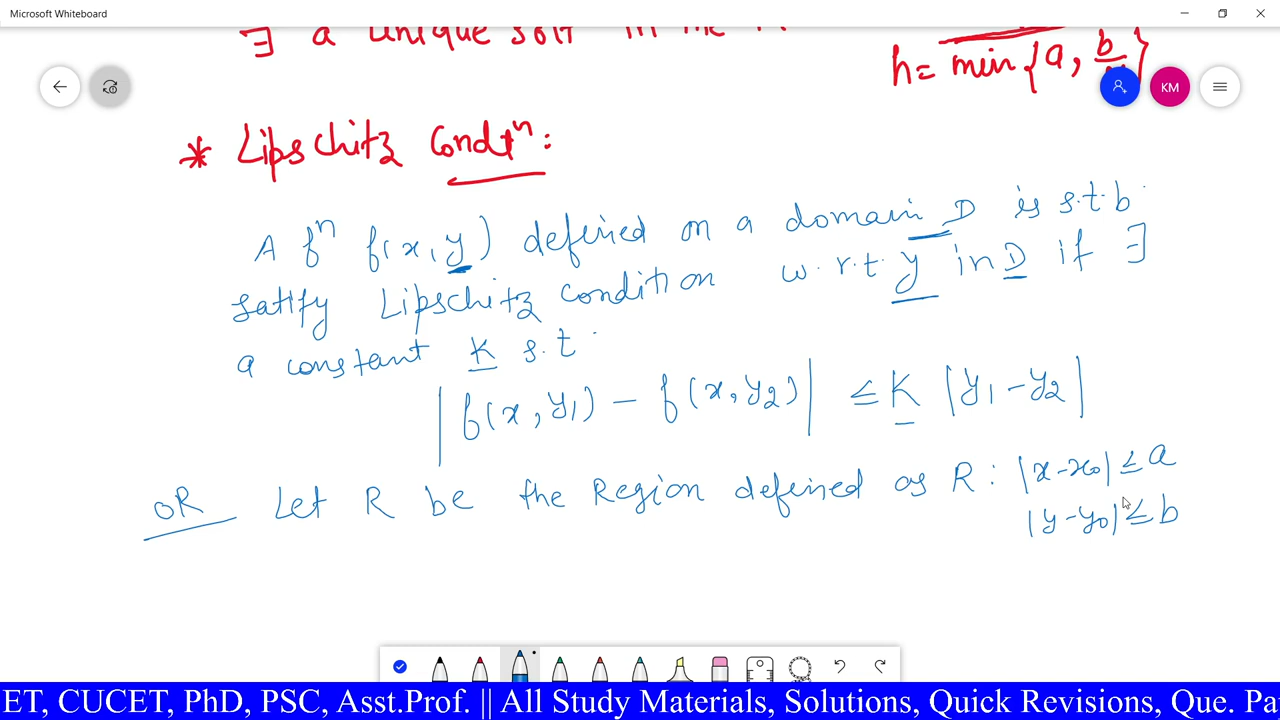 Microsoft Whiteboard
∃ a unique solⁿ in the
h = min{a, b/
KM
* Lipschitz Condtⁿ:
A fⁿ f(x, y) defined on a domain D is s.t.b.
satify Lipschitz Condition w.r.t. y in D if ∃
a constant K s.t.
|f(x, y₁) - f(x, y₂)| ≤ K |y₁ - y₂|
OR Let R be the Region defined as R: |x-x₀| ≤ a
|y-y₀| ≤ b
ET, CUCET, PhD, PSC, Asst.Prof. || All Study Materials, Solutions, Quick Revisions, Que. Pa